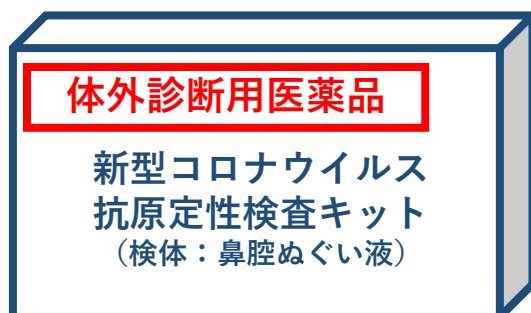 体外診断用医薬品
新型コロナウイルス
抗原定性検査キット
（検体：鼻腔ぬぐい液）